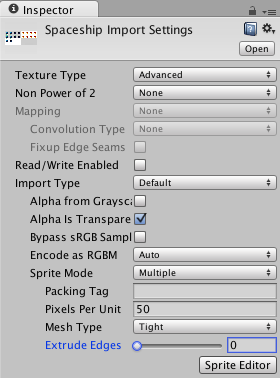 Inspector
Spaceship Import Settings
Open
Texture Type Advanced
Non Power of 2 None
Mapping None
Convolution Type None
Fixup Edge Seams
Read/Write Enabled
Import Type Default
Alpha from Graysca
Alpha Is Transpare
Bypass sRGB Sampl
Encode as RGBM Auto
Sprite Mode Multiple
Packing Tag
Pixels Per Unit 50
Mesh Type Tight
Extrude Edges 0
Sprite Editor